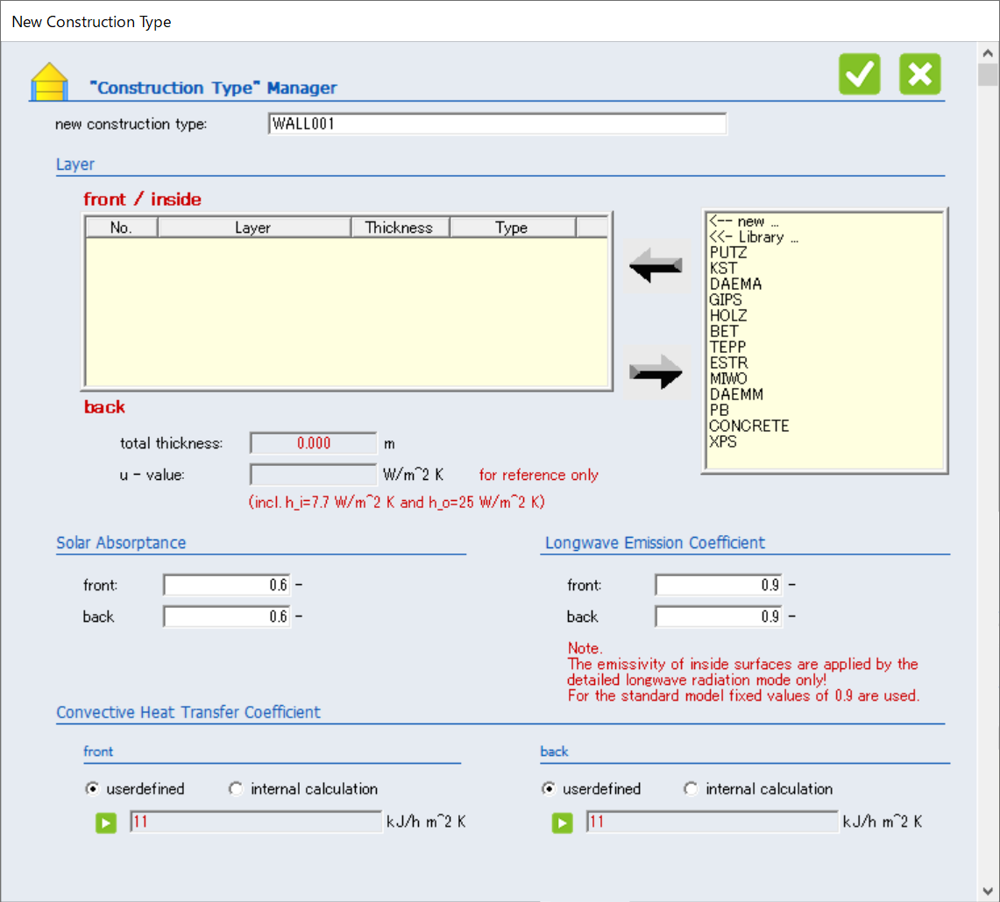 New Construction Type
"Construction Type" Manager
new construction type: WALL001
Layer
front / inside
No. Layer Thickness Type
<-- new ...
<<- Library ...
PUTZ
KST
DAEMA
GIPS
HOLZ
BET
TEPP
ESTR
MIWO
DAEMM
PB
CONCRETE
XPS
back
total thickness: 0.000 m
u - value: W/m^2 K for reference only
(incl. h_i=7.7 W/m^2 K and h_o=25 W/m^2 K)
Solar Absorptance
front: 0.6 -
back 0.6 -
Longwave Emission Coefficient
front: 0.9 -
back 0.9 -
Note.
The emissivity of inside surfaces are applied by the
detailed longwave radiation mode only!
For the standard model fixed values of 0.9 are used.
Convective Heat Transfer Coefficient
front
userdefined internal calculation
11 kJ/h m^2 K
back
userdefined internal calculation
11 kJ/h m^2 K